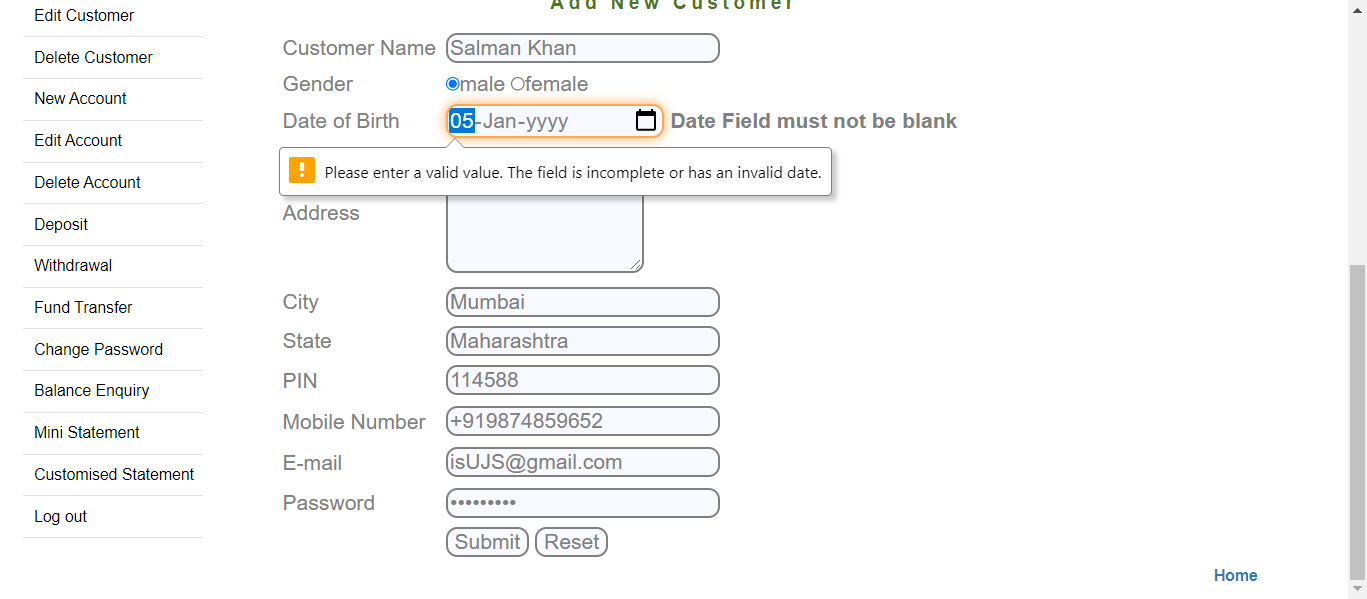 Edit Customer
Delete Customer
New Account
Edit Account
Delete Account
Deposit
Withdrawal
Fund Transfer
Change Password
Balance Enquiry
Mini Statement
Customised Statement
Log out
Add New Customer
Customer Name Salman Khan
Gender male female
Date of Birth 05-Jan-yyyy Date Field must not be blank
! Please enter a valid value. The field is incomplete or has an invalid date.
Address
City Mumbai
State Maharashtra
PIN 114588
Mobile Number +919874859652
E-mail isUJS@gmail.com
Password •••••••••
Submit Reset
Home